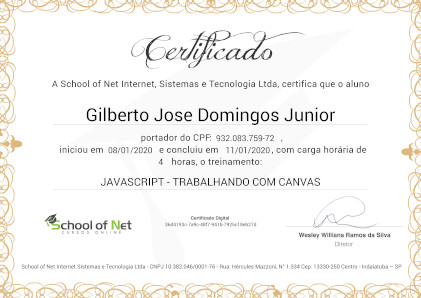 Certificado
A School of Net Internet, Sistemas e Tecnologia Ltda, certifica que o aluno
Gilberto Jose Domingos Junior
portador do CPF: 932.083.759-72 ,
iniciou em 08/01/2020 e concluiu em 11/01/2020 , com carga horária de
4 horas, o treinamento:
JAVASCRIPT - TRABALHANDO COM CANVAS
School of Net
CURSOS ONLINE
Certificado Digital
Wesley Willians Ramos da Silva
Diretor
School of Net Internet Sistemas e Tecnologia Ltda - CNPJ 10.382.046/0001-76 - Rua: Hércules Mazzoni, N° 1.334 Cep: 13330-250 Centro - Indaiatuba – SP